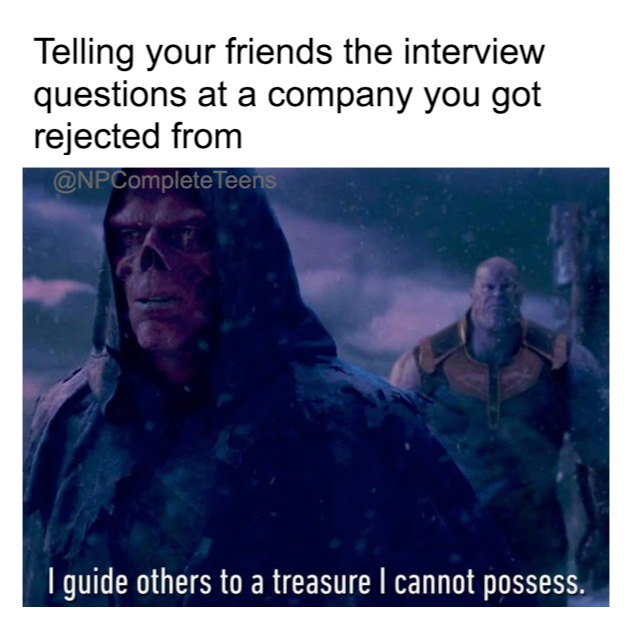 Telling your friends the interview
questions at a company you got
rejected from
@NPCompleteTeens
I guide others to a treasure I cannot possess.